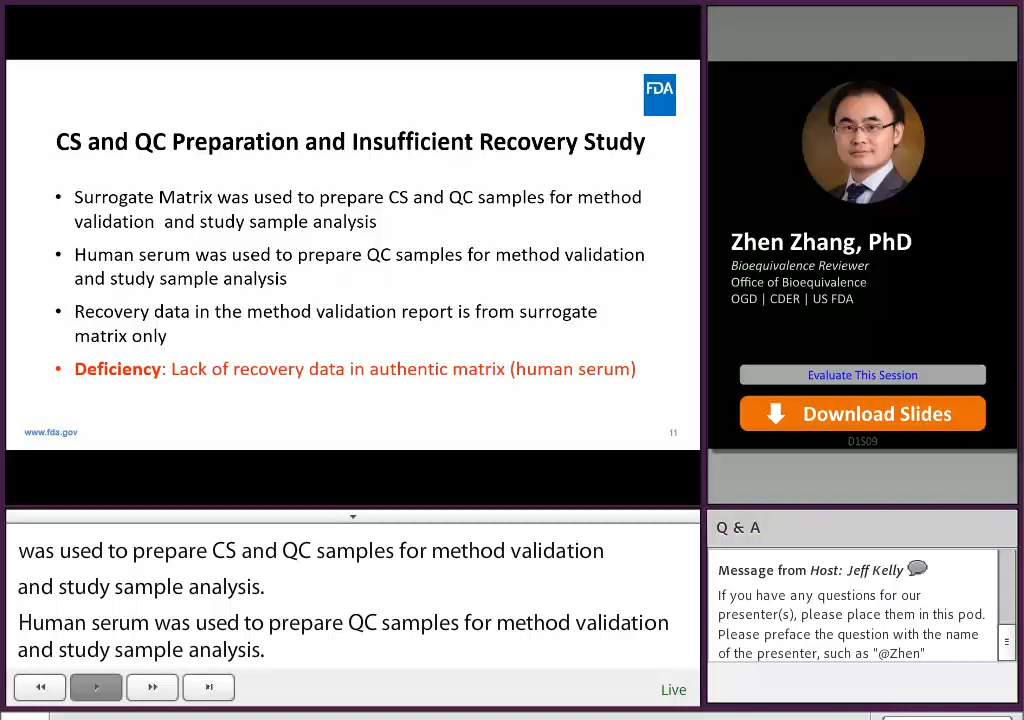 FDA
CS and QC Preparation and Insufficient Recovery Study
• Surrogate Matrix was used to prepare CS and QC samples for method
validation and study sample analysis
• Human serum was used to prepare QC samples for method validation
and study sample analysis
• Recovery data in the method validation report is from surrogate
matrix only
• Deficiency: Lack of recovery data in authentic matrix (human serum)
www.fda.gov
11
Zhen Zhang, PhD
Bioequivalence Reviewer
Office of Bioequivalence
OGD | CDER | US FDA
Evaluate This Session
Download Slides
D1S09
was used to prepare CS and QC samples for method validation
and study sample analysis.
Human serum was used to prepare QC samples for method validation
and study sample analysis.
Live
Q & A
Message from Host: Jeff Kelly
If you have any questions for our
presenter(s), please place them in this pod.
Please preface the question with the name
of the presenter, such as "@Zhen"